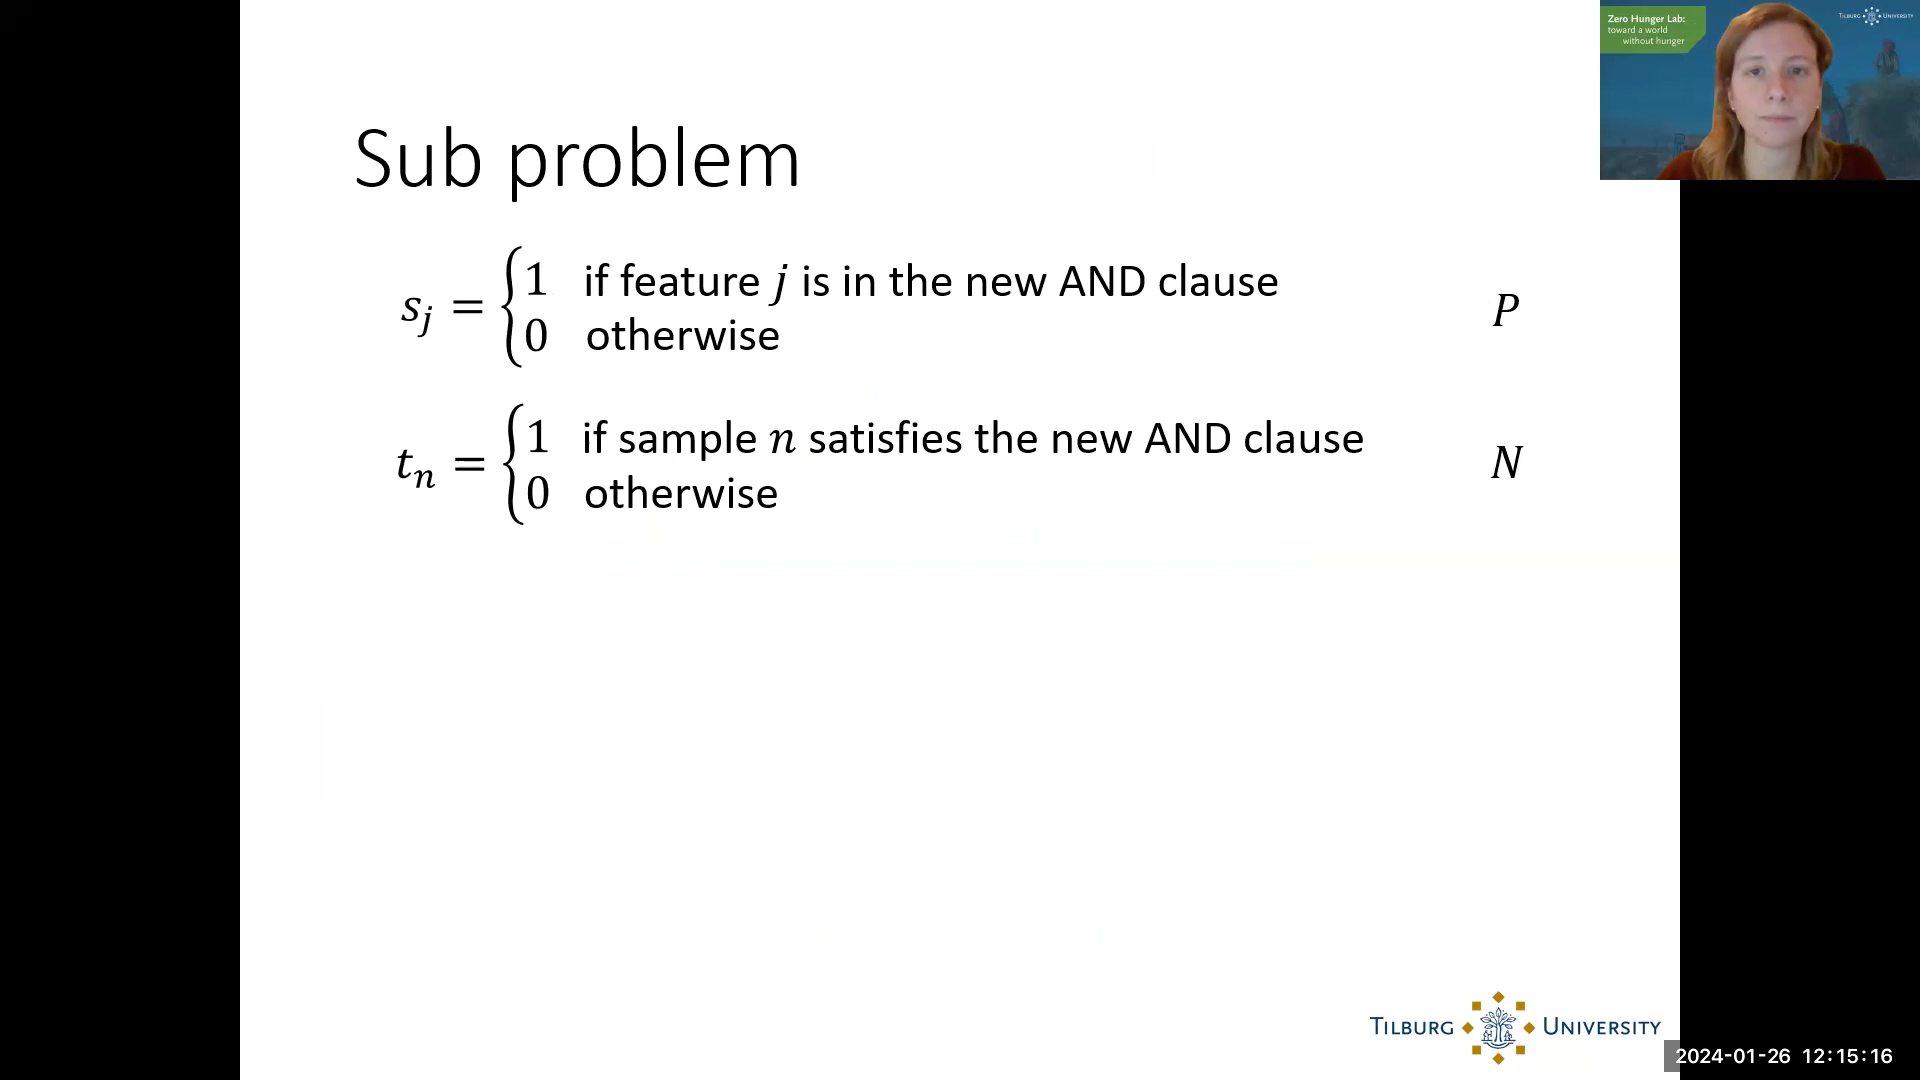 Zero Hunger Lab:
toward a world
without hunger
TILBURG UNIVERSITY
Sub problem
s_j = { 1 if feature j is in the new AND clause
0 otherwise
P
t_n = { 1 if sample n satisfies the new AND clause
0 otherwise
N
TILBURG UNIVERSITY
2024-01-26 12:15:16